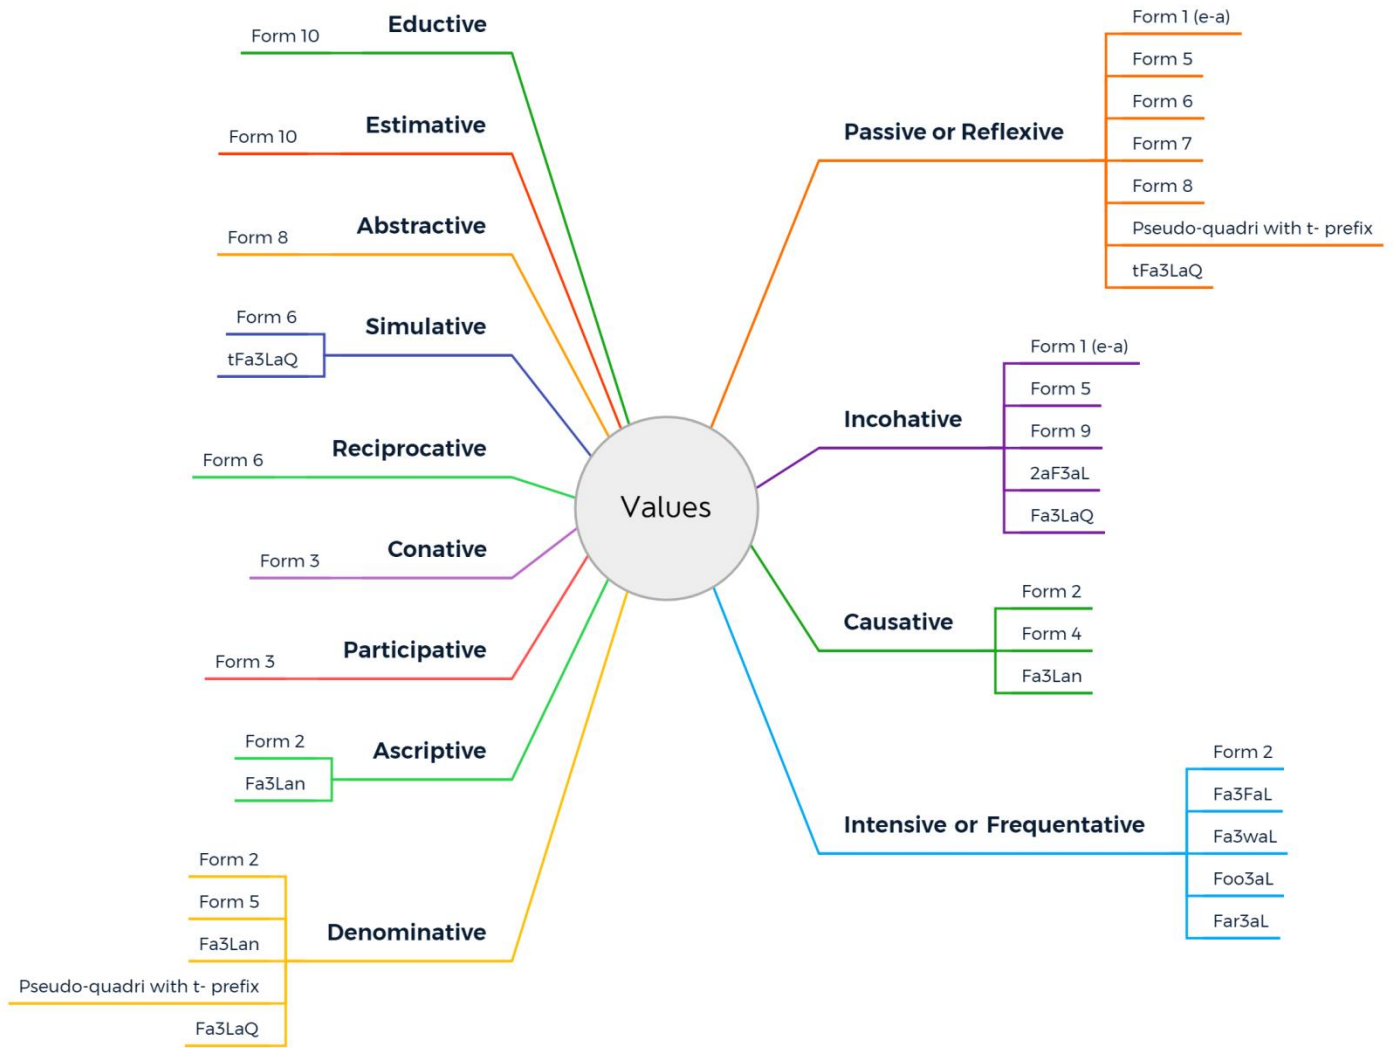 Values
Passive or Reflexive
Form 1 (e-a)
Form 5
Form 6
Form 7
Form 8
Pseudo-quadri with t- prefix
tFa3LaQ
Incohative
Form 1 (e-a)
Form 5
Form 9
2aF3aL
Fa3LaQ
Causative
Form 2
Form 4
Fa3Lan
Intensive or Frequentative
Form 2
Fa3FaL
Fa3waL
Foo3aL
Far3aL
Eductive
Form 10
Estimative
Form 10
Abstractive
Form 8
Simulative
Form 6
tFa3LaQ
Reciprocative
Form 6
Conative
Form 3
Participative
Form 3
Ascriptive
Form 2
Fa3Lan
Denominative
Form 2
Form 5
Fa3Lan
Pseudo-quadri with t- prefix
Fa3LaQ